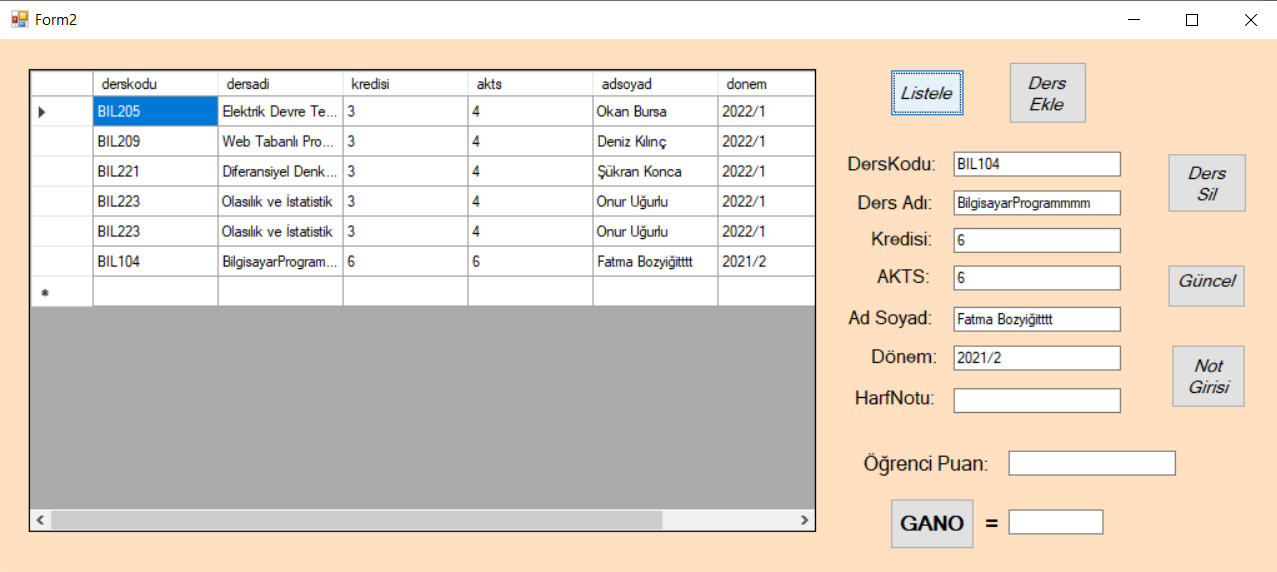 Form2
derskodu dersadi kredisi akts adsoyad donem
BIL205 Elektrik Devre Te... 3 4 Okan Bursa 2022/1
BIL209 Web Tabanlı Pro... 3 4 Deniz Kılınç 2022/1
BIL221 Diferansiyel Denk... 3 4 Şükran Konca 2022/1
BIL223 Olasılık ve İstatistik 3 4 Onur Uğurlu 2022/1
BIL223 Olasılık ve İstatistik 3 4 Onur Uğurlu 2022/1
BIL104 BilgisayarProgram... 6 6 Fatma Bozyiğitttt 2021/2
Listele
Ders
Ekle
DersKodu: BIL104
Ders Adı: BilgisayarProgrammmm
Kredisi: 6
AKTS: 6
Ad Soyad: Fatma Bozyiğitttt
Dönem: 2021/2
HarfNotu:
Ders
Sil
Güncel
Not
Girisi
Öğrenci Puan:
GANO =